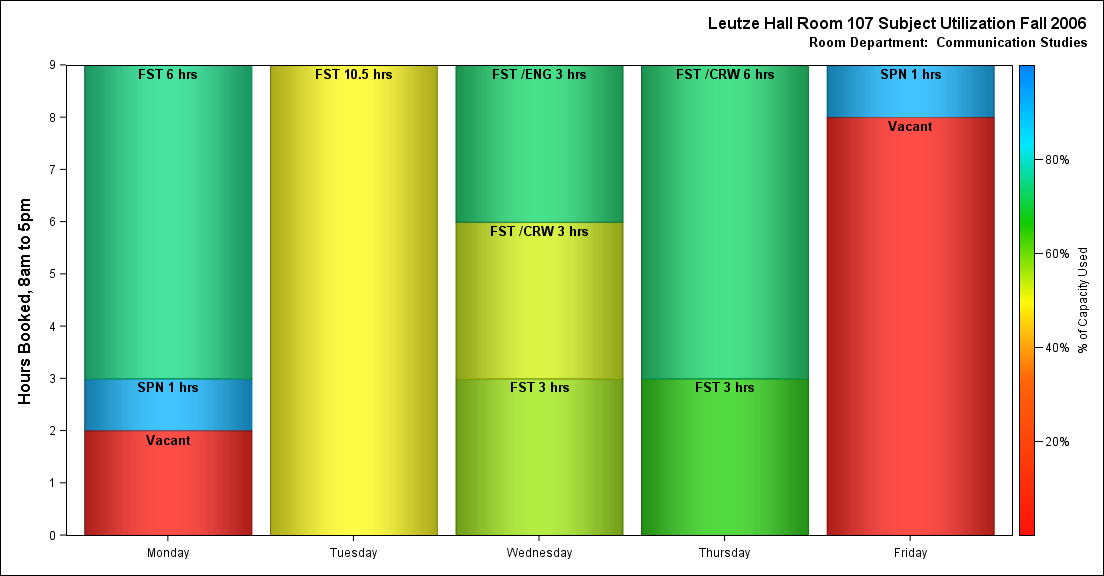 Leutze Hall Room 107 Subject Utilization Fall 2006
Room Department:  Communication Studies
Hours Booked, 8am to 5pm
9
8
7
6
5
4
3
2
1
0
FST 6 hrs
SPN 1 hrs
Vacant
FST 10.5 hrs
FST /ENG 3 hrs
FST /CRW 3 hrs
FST 3 hrs
FST /CRW 6 hrs
FST 3 hrs
SPN 1 hrs
Vacant
Monday
Tuesday
Wednesday
Thursday
Friday
80%
60%
40%
20%
% of Capacity Used